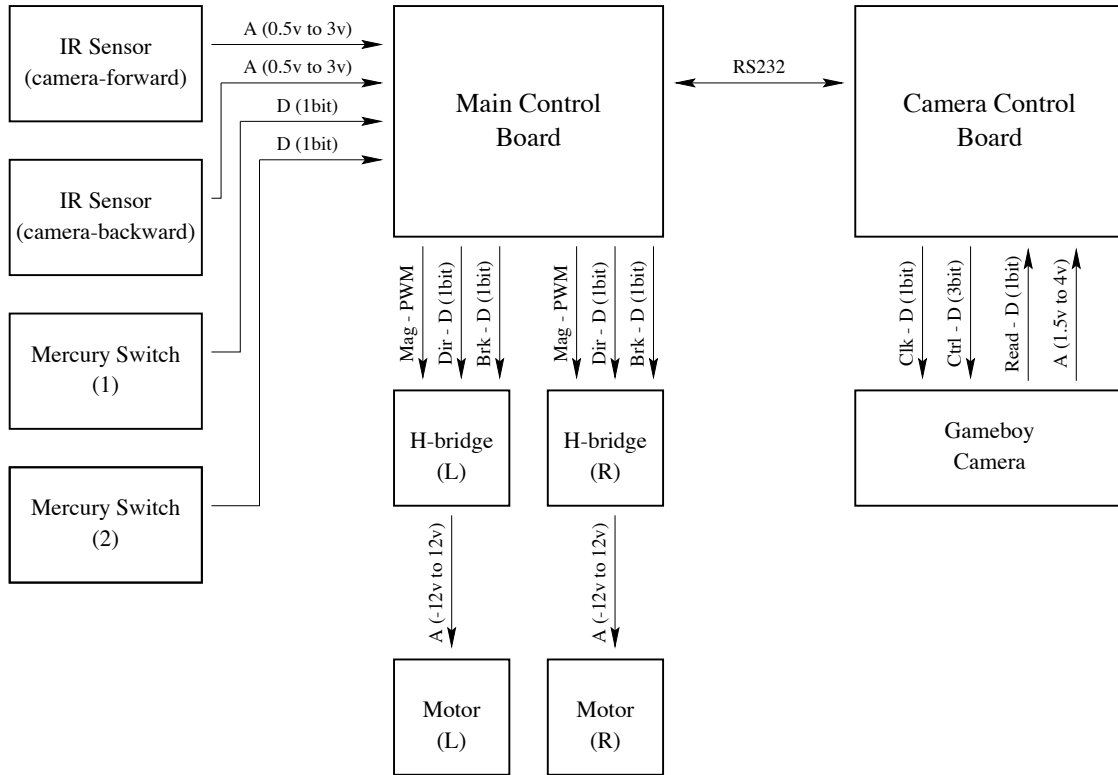 IR Sensor
(camera-forward)
A (0.5v to 3v)
A (0.5v to 3v)
D (1bit)
D (1bit)
Main Control
Board
RS232
Camera Control
Board
IR Sensor
(camera-backward)
Mercury Switch
(1)
Mercury Switch
(2)
Mag - PWM
Dir - D (1bit)
Brk - D (1bit)
Mag - PWM
Dir - D (1bit)
Brk - D (1bit)
Clk - D (1bit)
Ctrl - D (3bit)
Read - D (1bit)
A (1.5v to 4v)
H-bridge
(L)
H-bridge
(R)
Gameboy
Camera
A (-12v to 12v)
A (-12v to 12v)
Motor
(L)
Motor
(R)